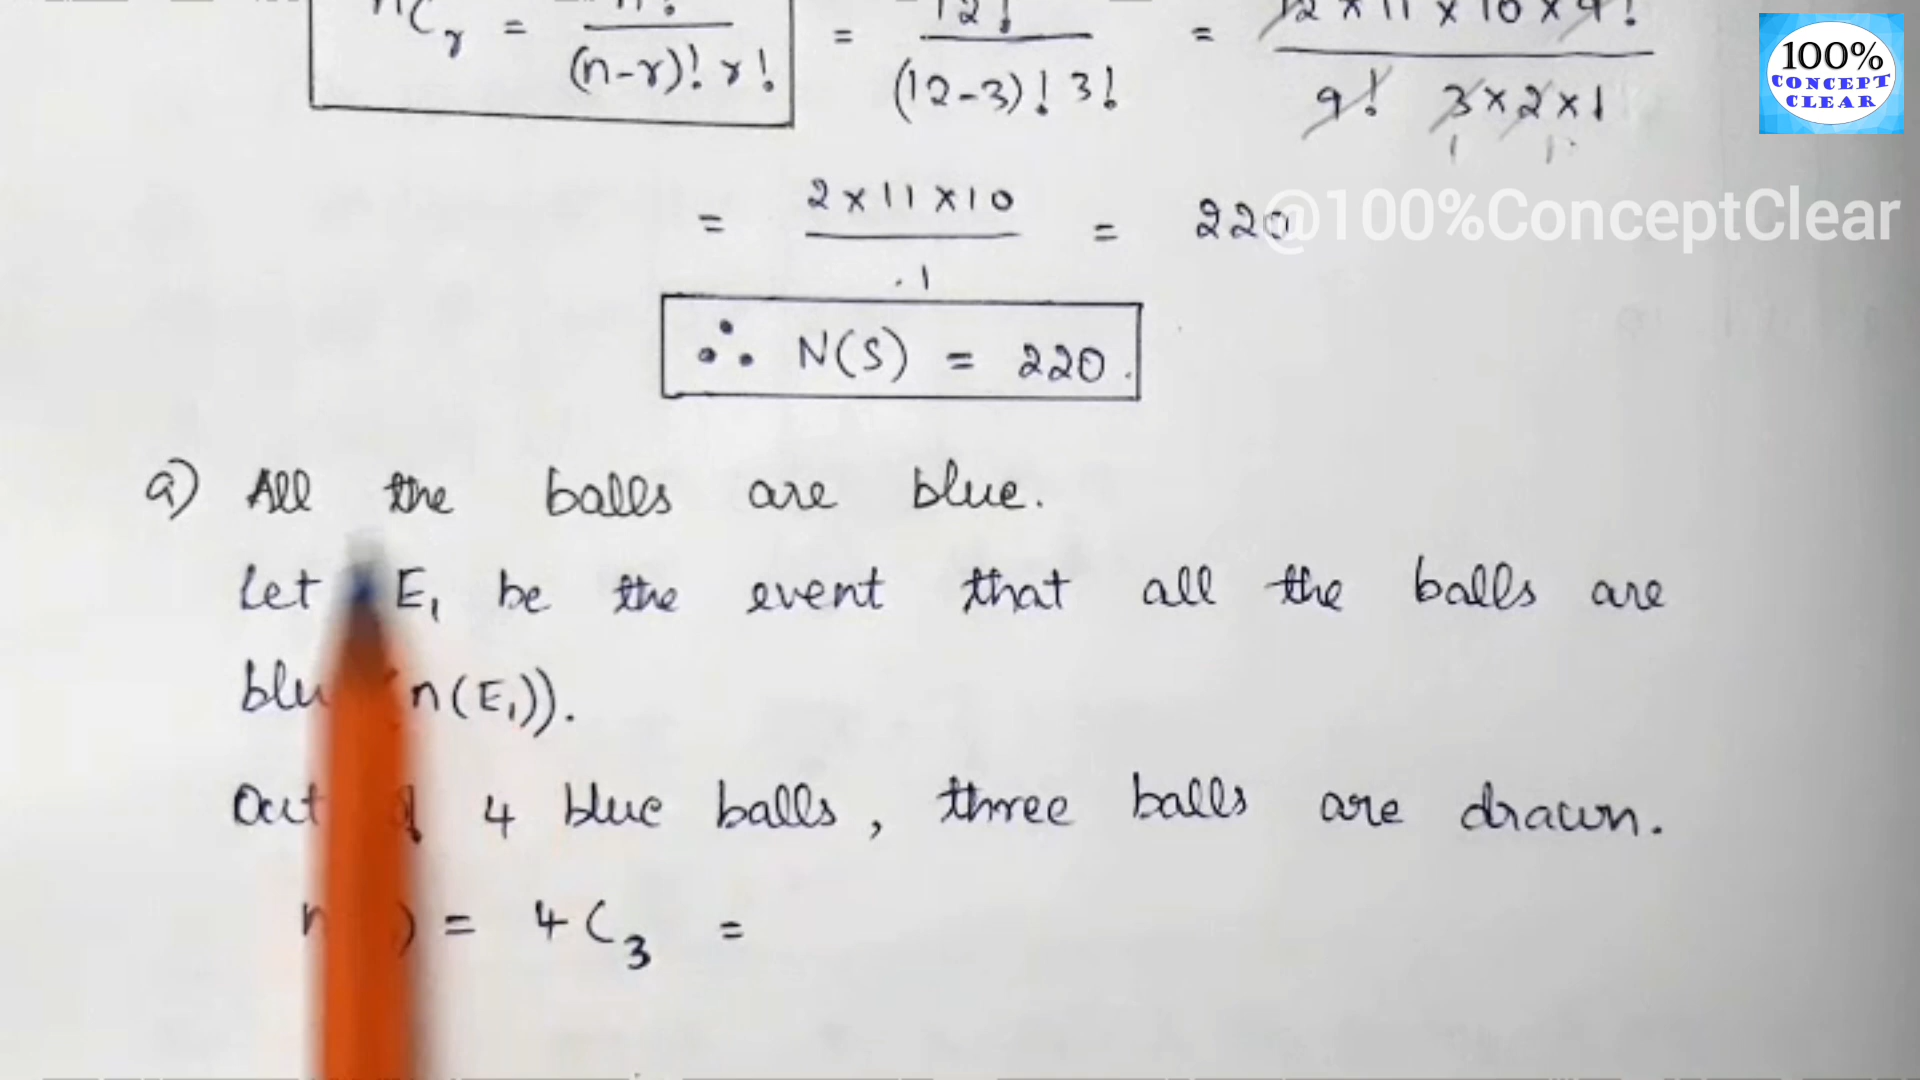 nCr = n! / (n-r)! r! = 12! / (12-3)! 3! = 12 x 11 x 10 x 9! / 9! 3 x 2 x 1
100%
CONCEPT
CLEAR
= 2 x 11 x 10 / 1 = 220
@100%ConceptClear
∴ N(S) = 220.
a) All the balls are blue.
Let E₁ be the event that all the balls are
n(E₁)).
Out 4 blue balls, three balls are drawn.
n ) = 4C3 =